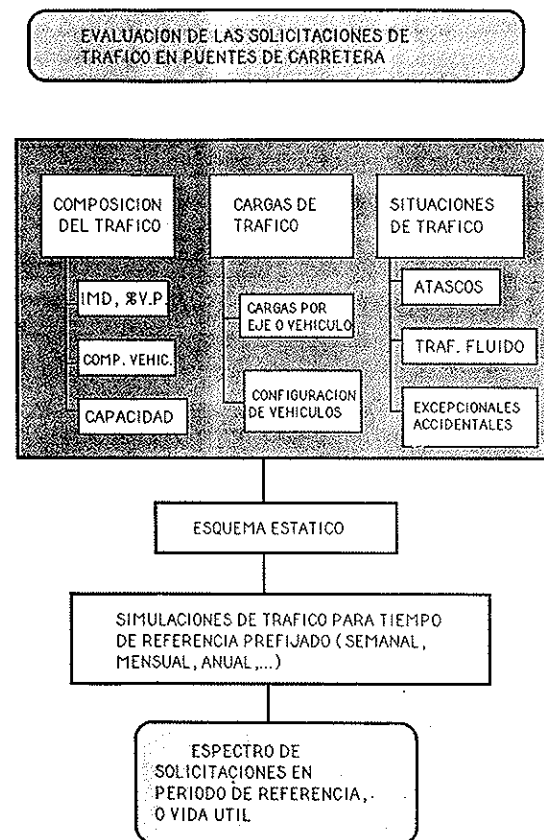 EVALUACION DE LAS SOLICITACIONES DE
TRAFICO EN PUENTES DE CARRETERA
COMPOSICION
DEL TRAFICO
IMD, %V.P.
COMP. VEHIC.
CAPACIDAD
CARGAS DE
TRAFICO
CARGAS POR
EJE O VEHICULO
CONFIGURACION
DE VEHICULOS
SITUACIONES
DE TRAFICO
ATASCOS
TRAF. FLUIDO
EXCEPCIONALES
ACCIDENTALES
ESQUEMA ESTATICO
SIMULACIONES DE TRAFICO PARA TIEMPO
DE REFERENCIA PREFIJADO (SEMANAL,
MENSUAL, ANUAL,...)
ESPECTRO DE
SOLICITACIONES EN
PERIODO DE REFERENCIA,
O VIDA UTIL